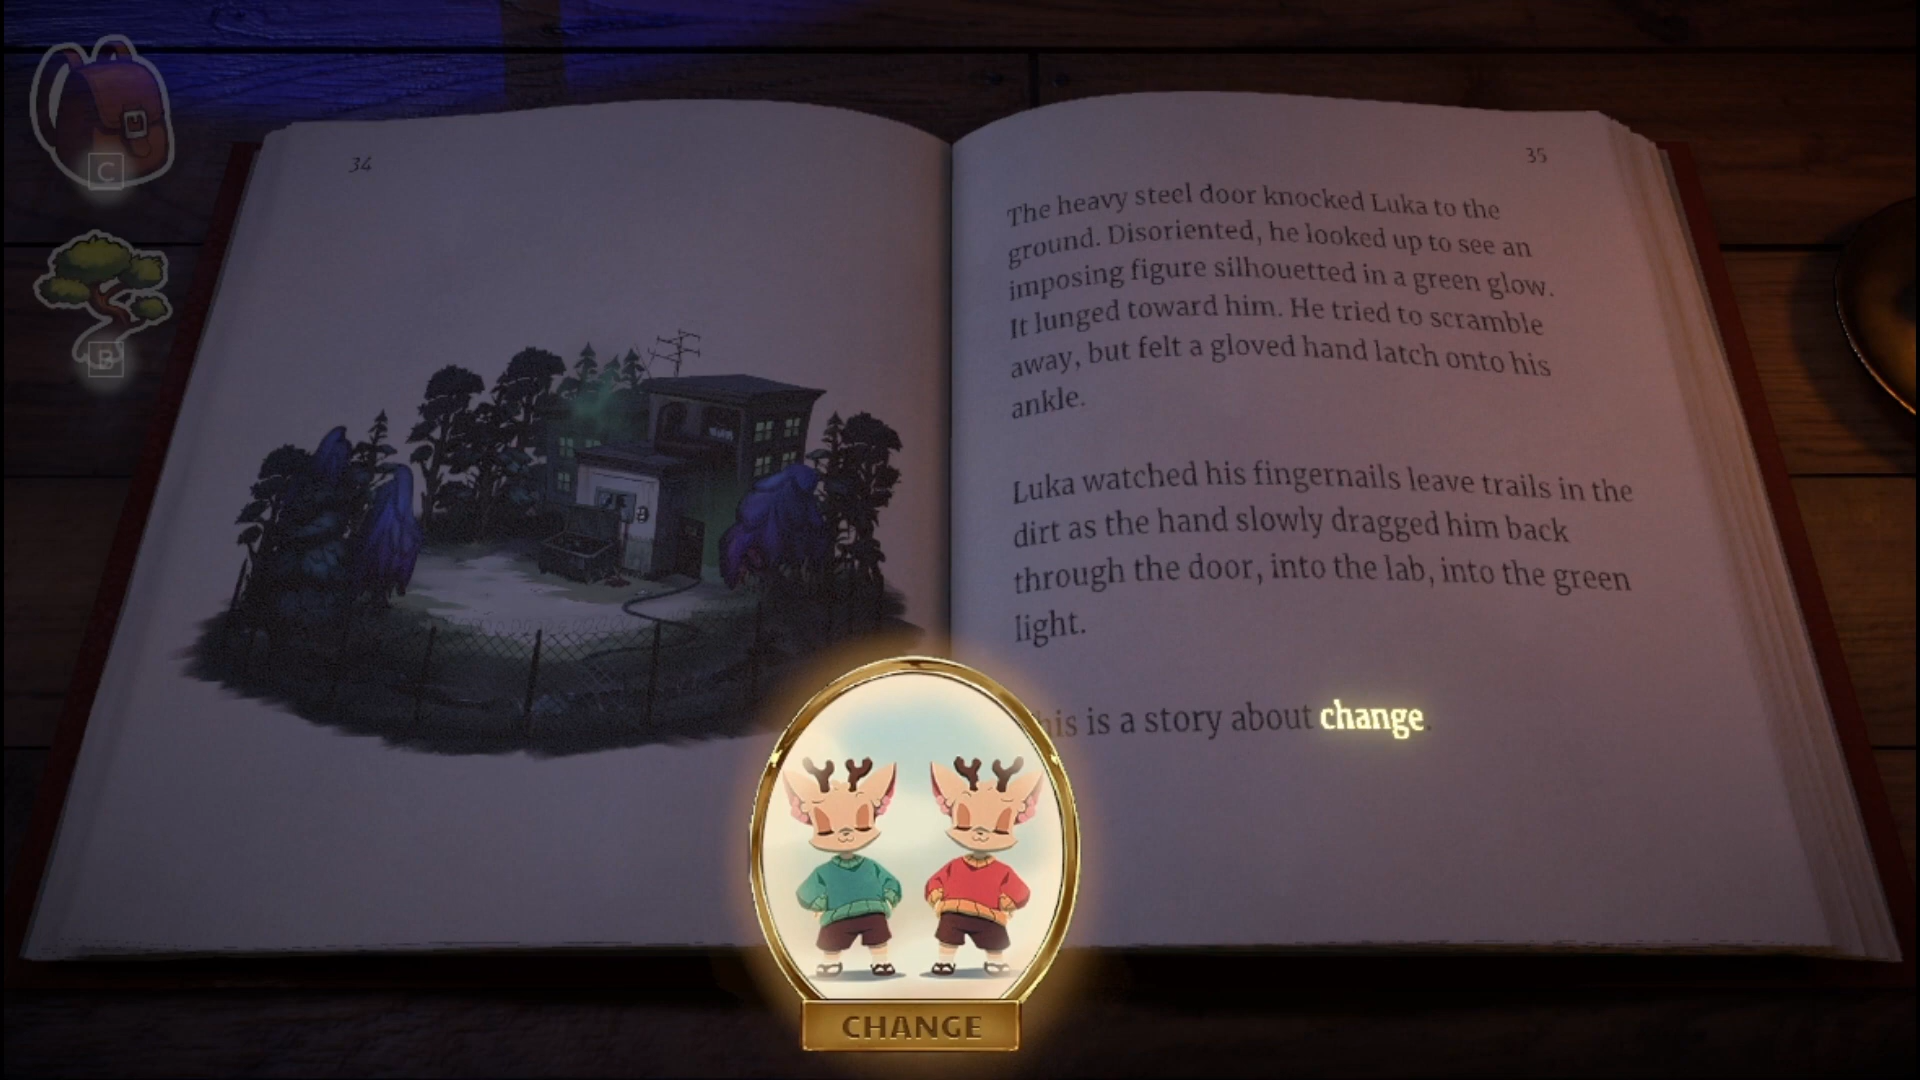 C
B
34
35
The heavy steel door knocked Luka to the
ground. Disoriented, he looked up to see an
imposing figure silhouetted in a green glow.
It lunged toward him. He tried to scramble
away, but felt a gloved hand latch onto his
ankle.
Luka watched his fingernails leave trails in the
dirt as the hand slowly dragged him back
through the door, into the lab, into the green
light.
his is a story about change.
CHANGE